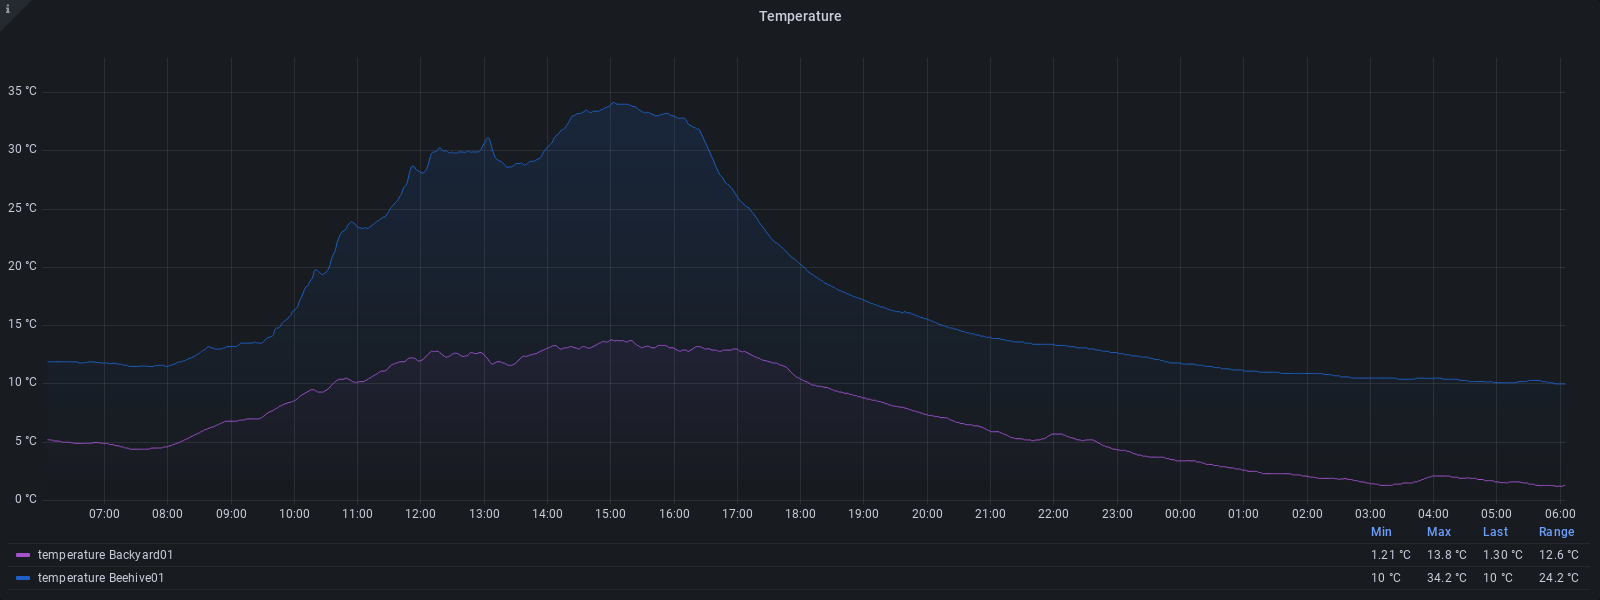 i
Temperature
35 °C
30 °C
25 °C
20 °C
15 °C
10 °C
5 °C
0 °C
07:00 08:00 09:00 10:00 11:00 12:00 13:00 14:00 15:00 16:00 17:00 18:00 19:00 20:00 21:00 22:00 23:00 00:00 01:00 02:00 03:00 04:00 05:00 06:00
Min Max Last Range
temperature Backyard01 1.21 °C 13.8 °C 1.30 °C 12.6 °C
temperature Beehive01 10 °C 34.2 °C 10 °C 24.2 °C